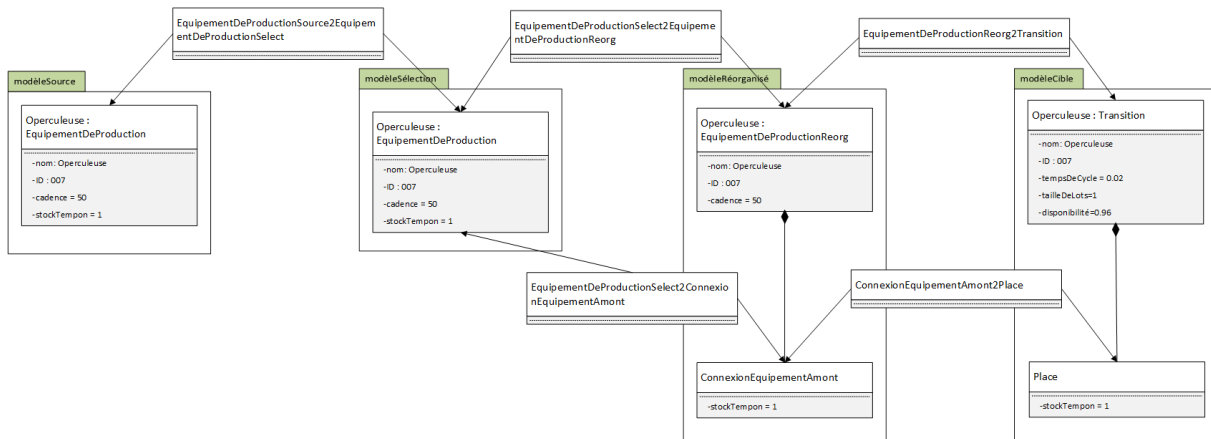 EquipementDeProductionSource2Equipem
entDeProductionSelect
EquipementDeProductionSelect2Equipeme
ntDeProductionReorg
EquipementDeProductionReorg2Transition
modèleSource
modèleSélection
modèleRéorganisé
modèleCible
Operculeuse :
EquipementDeProduction
-nom: Operculeuse
-ID : 007
-cadence = 50
-stockTempon = 1
Operculeuse :
EquipementDeProduction
-nom: Operculeuse
-ID : 007
-cadence = 50
-stockTempon = 1
Operculeuse :
EquipementDeProductionReorg
-nom: Operculeuse
-ID : 007
-cadence = 50
Operculeuse : Transition
-nom: Operculeuse
-ID : 007
-tempsDeCycle = 0.02
-tailleDeLots=1
-disponibilité=0.96
EquipementDeProductionSelect2Connexio
nEquipementAmont
ConnexionEquipementAmont2Place
ConnexionEquipementAmont
-stockTempon = 1
Place
-stockTempon = 1